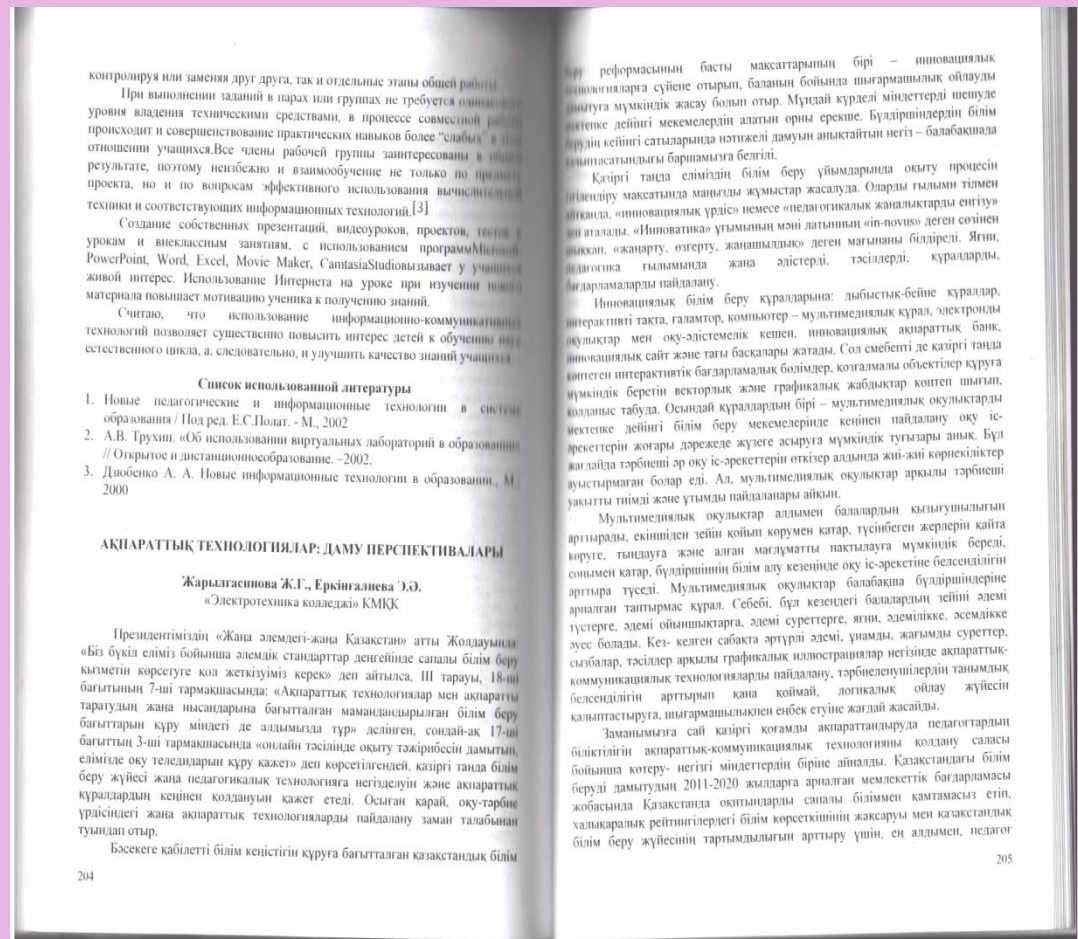 контролируя или заменяя друг друга, так и отдельные этапы общей работы.
При выполнении заданий в парах или группах не требуется
уровня владения техническими средствами, в процессе совместной работы
происходит и совершенствование практических навыков более “слабых” в
отношении учащихся.Все члены рабочей группы заинтересованы в общем
результате, поэтому неизбежно и взаимообучение не только по предмету
проекта, но и по вопросам эффективного использования вычислительной
техники и соответствующих информационных технологий.[3]
Создание собственных презентаций, видеоуроков, проектов, тестов к
урокам и внеклассным занятиям, с использованием программMicrosoft
PowerPoint, Word, Excel, Movie Maker, CamtasiaStudioвызывает у учащихся
живой интерес. Использование Интернета на уроке при изучении нового
материала повышает мотивацию ученика к получению знаний.
Считаю, что использование информационно-коммуникативных
технологий позволяет существенно повысить интерес детей к обучению наук
естественного цикла, а, следовательно, и улучшить качество знаний учащихся.
Список использованной литературы
1. Новые педагогические и информационные технологии в системе
образования / Под ред. Е.С.Полат. - М., 2002
2. А.В. Трухин. «Об использовании виртуальных лабораторий в образовании»
// Открытое и дистанционноеобразование. –2002.
3. Дзюбенко А. А. Новые информационные технологии в образовании., М.,
2000
АҚПАРАТТЫҚ ТЕХНОЛОГИЯЛАР: ДАМУ ПЕРСПЕКТИВАЛАРЫ
Жарылгасинова Ж.Г., Еркінғалиева Ә.Ә.
«Электротехника колледжі» КМҚК
Президентіміздің «Жаңа әлемдегі-жаңа Қазақстан» атты Жолдауында:
«Біз бүкіл еліміз бойынша әлемдік стандарттар деңгейінде сапалы білім беру
қызметін көрсетуге қол жеткізуіміз керек» деп айтылса, III тарауы, 18-ші
бағытының 7-ші тармақшасында: «Ақпараттық технологиялар мен ақпаратты
таратудың жаңа нысандарына бағытталған мамандандырылған білім беру
бағыттарын құру міндеті де алдымызда тұр» делінген, сондай-ақ 17-ші
бағыттың 3-ші тармақшасында «онлайн тәсілінде оқыту тәжірибесін дамытып,
елімізде оқу теледидарын құру қажет» деп көрсетілгендей, қазіргі таңда білім
беру жүйесі жаңа педагогикалық технологияға негізделуін және ақпараттық
құралдардың кеңінен қолдануын қажет етеді. Осыған қарай, оқу-тәрбие
үрдісіндегі жаңа ақпараттық технологияларды пайдалану заман талабынан
туындап отыр.
Бәсекеге қабілетті білім кеңістігін құруға бағытталған қазақстандық білім
204
беру реформасының басты мақсаттарының бірі – инновациялық
технологияларға сүйене отырып, баланың бойында шығармашылық ойлауды
дамытуға мүмкіндік жасау болып отыр. Мұндай күрделі міндеттерді шешуде
мектепке дейінгі мекемелердің алатын орны ерекше. Бүлдіршіндердің білім
берудің кейінгі сатыларында нәтижелі дамуын анықтайтын негіз – балабақшада
қалыптасатындығы баршамызға белгілі.
Қазіргі таңда еліміздің білім беру ұйымдарында оқыту процесін
ізгілендіру мақсатында маңызды жұмыстар жасалуда. Оларды ғылыми тілмен
айтқанда, «инновациялық үрдіс» немесе «педагогикалық жаңалықтарды енгізу»
деп аталады. «Инноватика» ұғымының мәні латынның «in-novus» деген сөзінен
шыққан, «жаңарту, өзгерту, жаңашылдық» деген мағынаны білдіреді. Яғни,
педагогика ғылымында жаңа әдістерді, тәсілдерді, құралдарды,
бағдарламаларды пайдалану.
Инновациялық білім беру құралдарына: дыбыстық-бейне құралдар,
интерактивті тақта, ғаламтор, компьютер – мультимедиялық құрал, электронды
оқулықтар мен оқу-әдістемелік кешен, инновациялық ақпараттық банк,
инновациялық сайт және тағы басқалары жатады. Сол смебепті де қазіргі таңда
көптеген интерактивтік бағдарламалық бөлімдер, қозғалмалы объектілер құруға
мүмкіндік беретін векторлық және графикалық жабдықтар көптеп шығып,
қолданыс табуда. Осындай құралдардың бірі – мультимедиялық оқулықтарды
мектепке дейінгі білім беру мекемелерінде кеңінен пайдалану оқу іс-
әрекеттерін жоғары дәрежеде жүзеге асыруға мүмкіндік туғызары анық. Бұл
жағдайда тәрбиеші әр оқу іс-әрекеттерін өткізер алдында жиі-жиі көрнекіліктер
ауыстырмаған болар еді. Ал, мультимедиялық оқулықтар арқылы тәрбиеші
уақытты тиімді және ұтымды пайдаланары айқын.
Мультимедиялық оқулықтар алдымен балалардың қызығушылығын
арттырады, екіншіден зейін қойып көрумен қатар, түсінбеген жерлерін қайта
көруге, тыңдауға және алған мағлұматты нақтылауға мүмкіндік береді,
сонымен қатар, бүлдіршіннің білім алу кезеңінде оқу іс-әрекетіне белсенділігін
арттыра түседі. Мультимедиялық оқулықтар балабақша бүлдіршіндеріне
арналған таптырмас құрал. Себебі, бұл кезеңдегі балалардың зейіні әдемі
түстерге, әдемі ойыншықтарға, әдемі суреттерге, яғни, әдемілікке, әсемдікке
әуес болады. Кез- келген сабақта әртүрлі әдемі, ұнамды, жағымды суреттер,
сызбалар, тәсілдер арқылы графикалық иллюстрациялар негізінде ақпараттық-
коммуникациялық технологияларды пайдалану, тәрбиеленушілердің танымдық
белсенділігін арттырып қана қоймай, логикалық ойлау жүйесін
қалыптастыруға, шығармашылықпен еңбек етуіне жағдай жасайды.
Заманымызға сай қазіргі қоғамды ақпараттандыруда педагогтардың
біліктілігін ақпараттық-коммуникациялық технологияны қолдану саласы
бойынша көтеру- негізгі міндеттердің біріне айналды. Қазақстандағы білім
беруді дамытудың 2011-2020 жылдарға арналған мемлекеттік бағдарламасы
жобасында Қазақстанда оқитындарды сапалы біліммен қамтамасыз етіп,
халықаралық рейтингілердегі білім көрсеткішінің жақсаруы мен қазақстандық
білім беру жүйесінің тартымдылығын арттыру үшін, ең алдымен, педагог
205